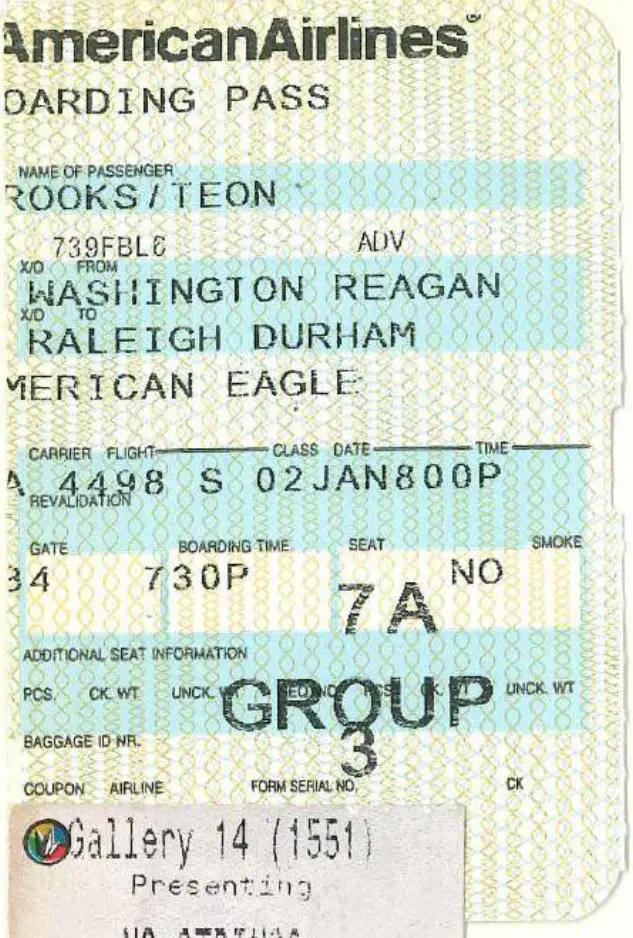 AmericanAirlines
OARDING PASS
NAME OF PASSENGER
ROOKS/TEON
739FBL6 ADV
X/O FROM
WASHINGTON REAGAN
X/O TO
RALEIGH DURHAM
MERICAN EAGLE
CARRIER FLIGHT CLASS DATE TIME
A 4498 S 02JAN800P
REVALIDATION
GATE BOARDING TIME SEAT SMOKE
34 730P 7A NO
ADDITIONAL SEAT INFORMATION
PCS. CK. WT UNCK. WT SEQ NO PCS. CK. WT UNCK. WT
GROUP
3
BAGGAGE ID NR.
COUPON AIRLINE FORM SERIAL NO. CK
Gallery 14 (1551)
Presenting